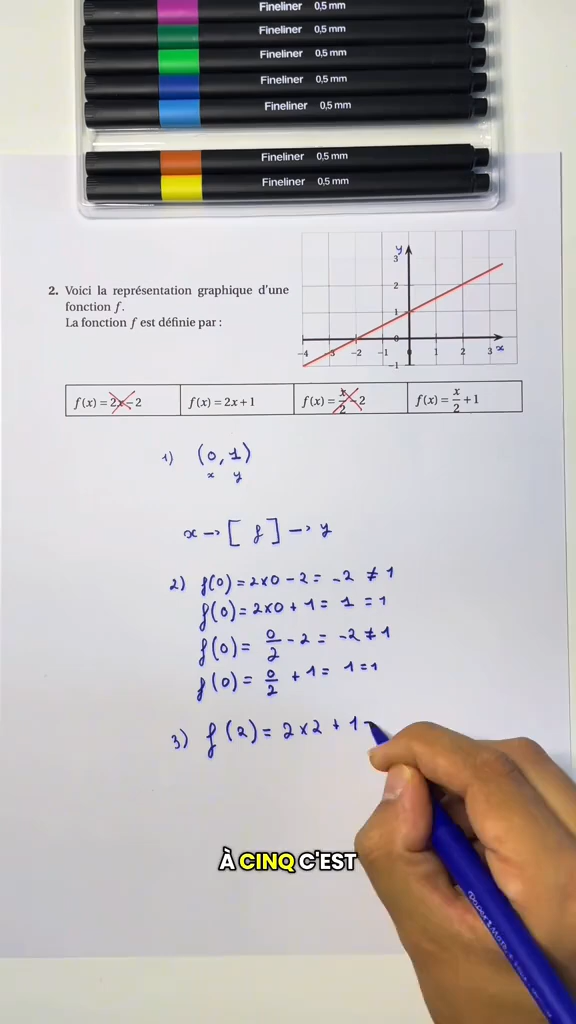 Fineliner 0,5 mm
Fineliner 0,5 mm
Fineliner 0,5 mm
Fineliner 0,5 mm
Fineliner 0,5 mm
Fineliner 0,5 mm
Fineliner 0,5 mm
2. Voici la représentation graphique d'une
fonction f.
La fonction f est définie par :
y
3
2
1
-4 -3 -2 -1 0 1 2 3 x
-1
f(x) = 2x - 2 f(x) = 2x + 1 f(x) = x/2 - 2 f(x) = x/2 + 1
1) (0, 1)
x y
x → [ f ] → y
2) f(0) = 2×0 - 2 = -2 ≠ 1
f(0) = 2×0 + 1 = 1 = 1
f(0) = 0/2 - 2 = -2 ≠ 1
f(0) = 0/2 + 1 = 1 = 1
3) f(2) = 2×2 + 1
À CINQ C'EST